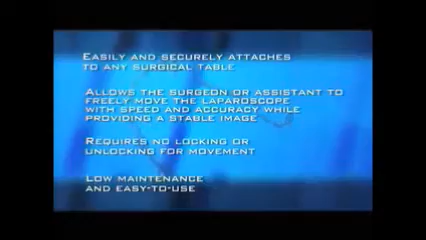 Easily and securely attaches
to any surgical table
Allows the surgeon or assistant to
freely move the laparoscope
with speed and accuracy while
providing a stable image
Requires no locking or
unlocking for movement
Low maintenance
and easy-to-use